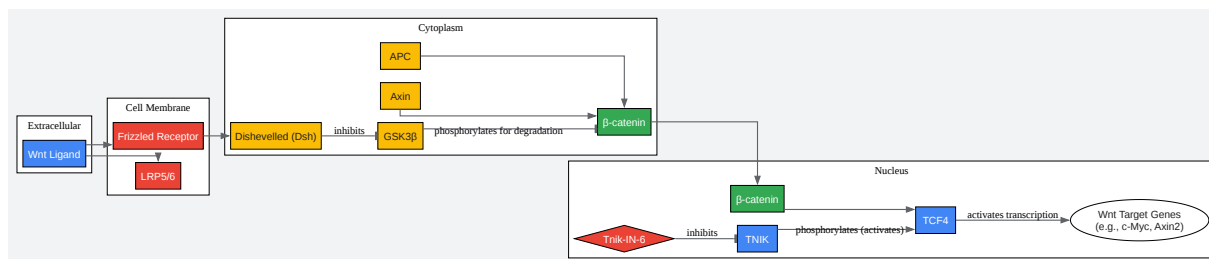 Cytoplasm
APC
Axin
Cell Membrane
Extracellular
Wnt Ligand
Frizzled Receptor
LRP5/6
Dishevelled (Dsh)
inhibits
GSK3β
phosphorylates for degradation
β-catenin
Nucleus
β-catenin
Tnik-IN-6
inhibits
TNIK
phosphorylates (activates)
TCF4
activates transcription
Wnt Target Genes
(e.g., c-Myc, Axin2)